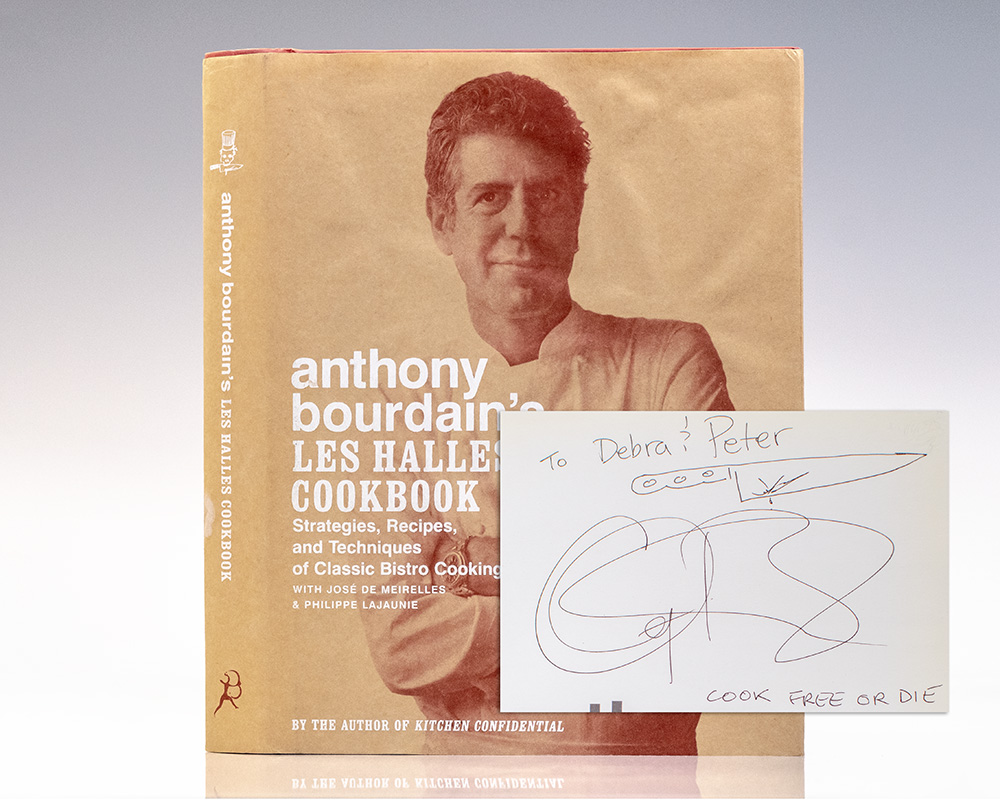 anthony bourdain's LES HALLES COOKBOOK
anthony
bourdain's
LES HALLES
COOKBOOK
Strategies, Recipes,
and Techniques
of Classic Bistro Cooking
WITH JOSÉ DE MEIRELLES
& PHILIPPE LAJAUNIE
BY THE AUTHOR OF KITCHEN CONFIDENTIAL
To Debra & Peter
COOK FREE OR DIE